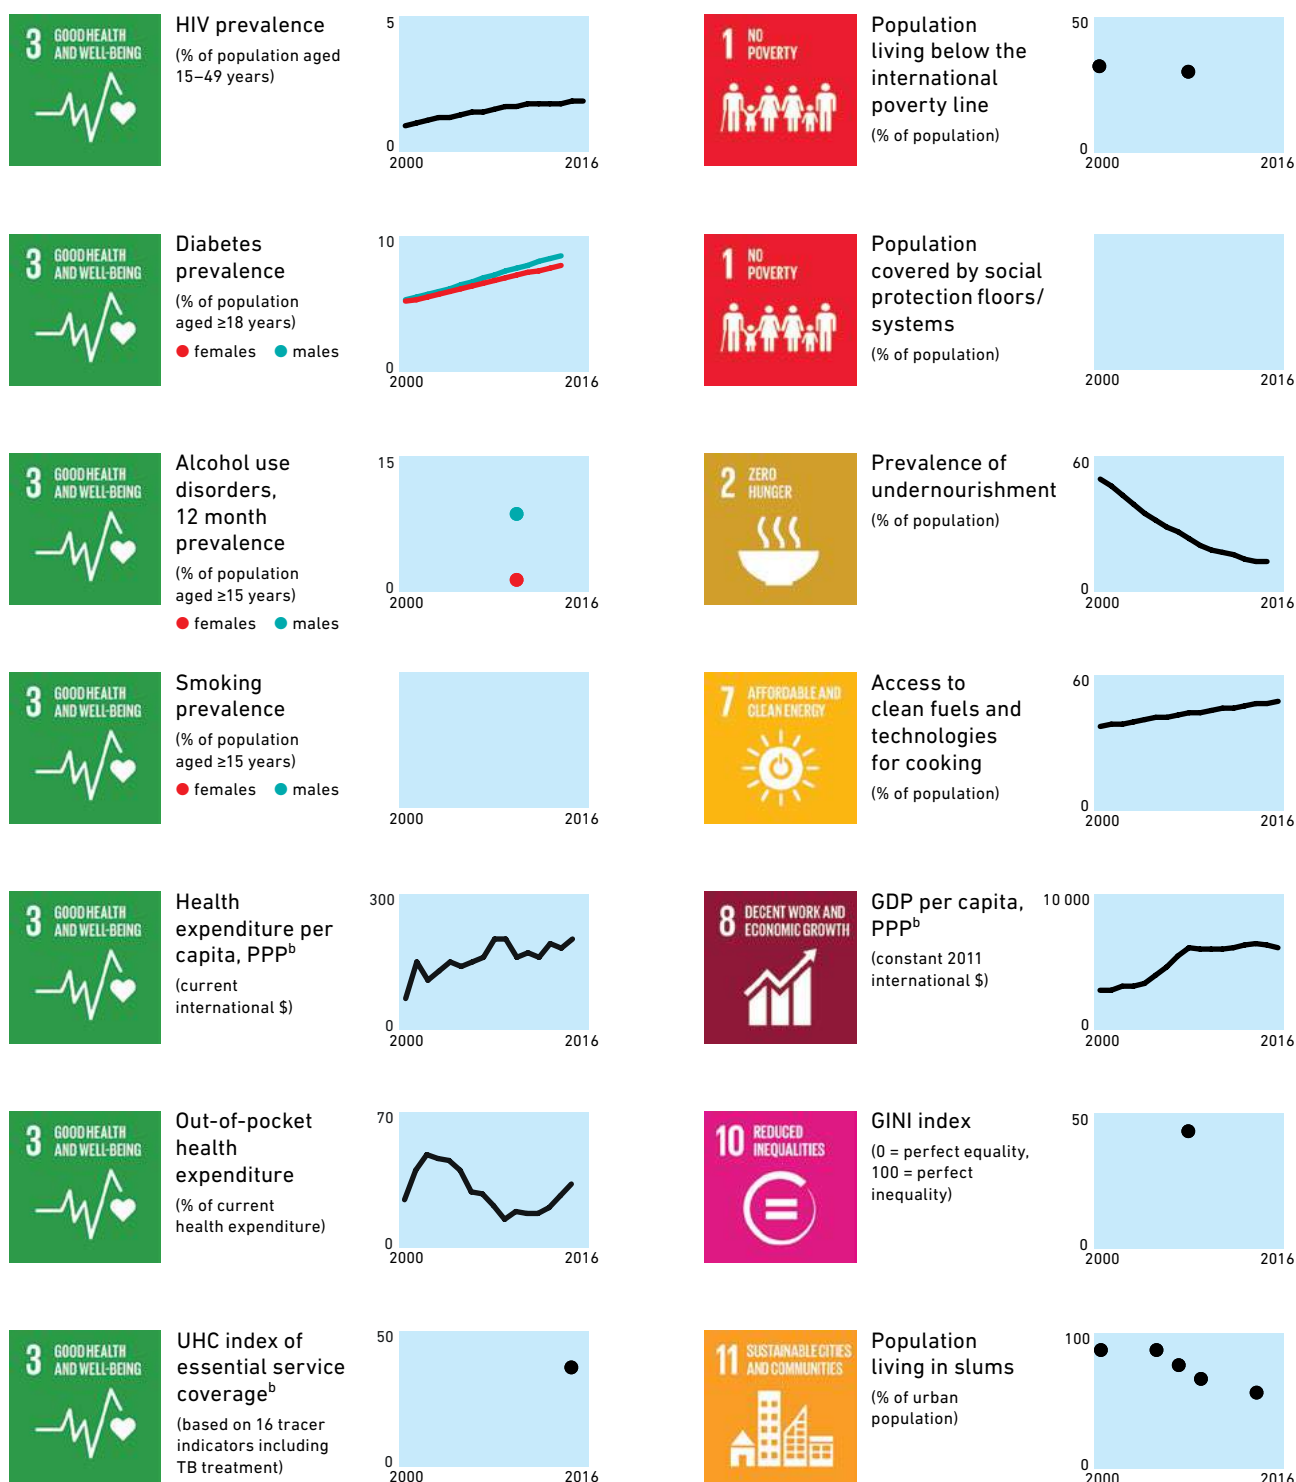 3 GOOD HEALTH
AND WELL-BEING
HIV prevalence
(% of population aged
15–49 years)
5
0
2000 2016
1 NO
POVERTY
Population
living below the
international
poverty line
(% of population)
50
0
2000 2016
3 GOOD HEALTH
AND WELL-BEING
Diabetes
prevalence
(% of population
aged ≥18 years)
females males
10
0
2000 2016
1 NO
POVERTY
Population
covered by social
protection floors/
systems
(% of population)
2000 2016
3 GOOD HEALTH
AND WELL-BEING
Alcohol use
disorders,
12 month
prevalence
(% of population
aged ≥15 years)
females males
15
0
2000 2016
2 ZERO
HUNGER
Prevalence of
undernourishment
(% of population)
60
0
2000 2016
3 GOOD HEALTH
AND WELL-BEING
Smoking
prevalence
(% of population
aged ≥15 years)
females males
2000 2016
7 AFFORDABLE AND
CLEAN ENERGY
Access to
clean fuels and
technologies
for cooking
(% of population)
60
0
2000 2016
3 GOOD HEALTH
AND WELL-BEING
Health
expenditure per
capita, PPPᵇ
(current
international $)
300
0
2000 2016
8 DECENT WORK AND
ECONOMIC GROWTH
GDP per capita,
PPPᵇ
(constant 2011
international $)
10 000
0
2000 2016
3 GOOD HEALTH
AND WELL-BEING
Out-of-pocket
health
expenditure
(% of current
health expenditure)
70
0
2000 2016
10 REDUCED
INEQUALITIES
GINI index
(0 = perfect equality,
100 = perfect
inequality)
50
0
2000 2016
3 GOOD HEALTH
AND WELL-BEING
UHC index of
essential service
coverageᵇ
(based on 16 tracer
indicators including
TB treatment)
50
0
2000 2016
11 SUSTAINABLE CITIES
AND COMMUNITIES
Population
living in slums
(% of urban
population)
100
0
2000 2016